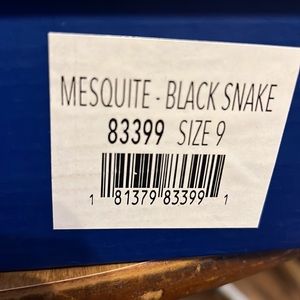 MESQUITE - BLACK SNAKE
83399 SIZE 9
1 81379 83399 1